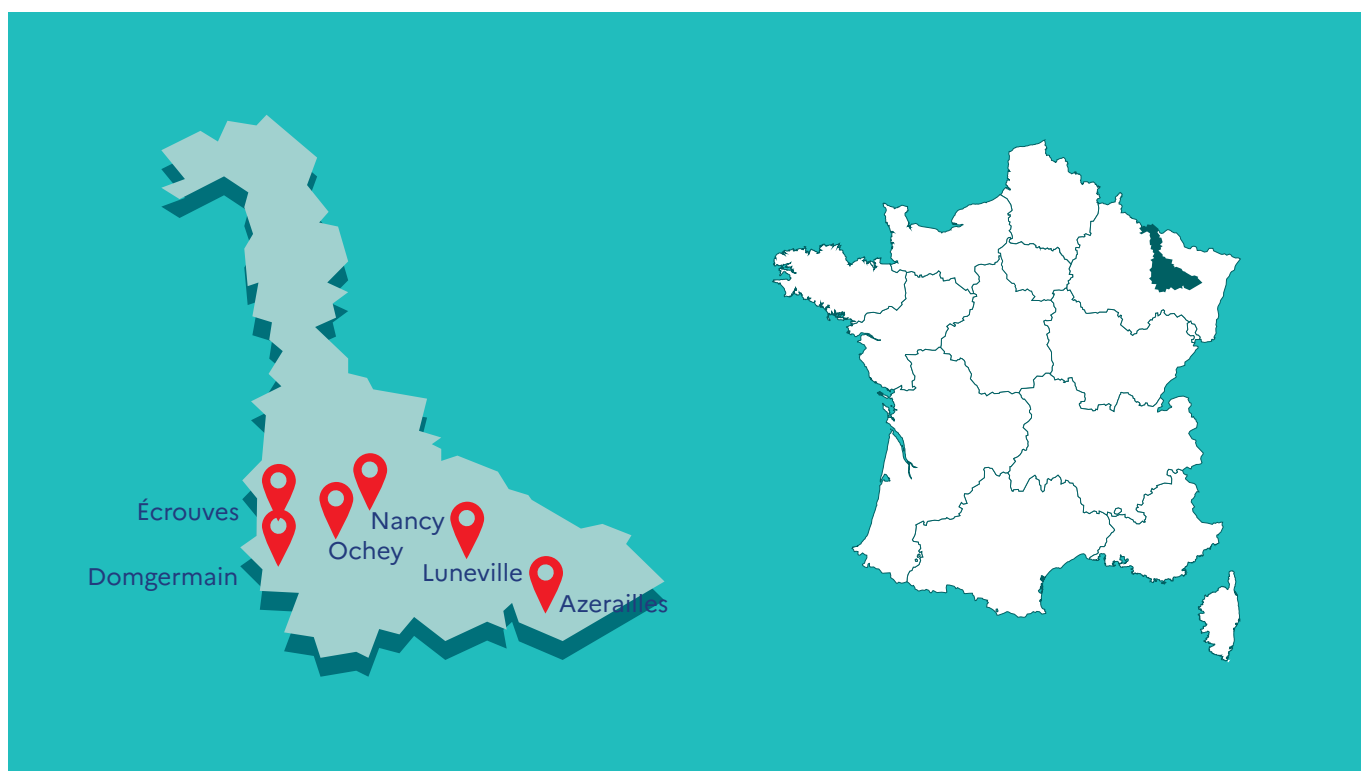 Écrouves
Nancy
Ochey
Domgermain
Luneville
Azerailles